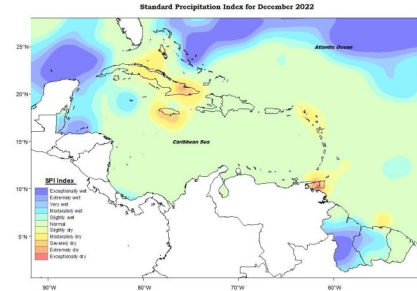 Standard Precipitation Index for December 2022
25°N
Atlantic Ocean
20°N
15°N
Caribbean Sea
SPI Index
Exceptionally wet
Extremely wet
Very wet
Moderately wet
Slightly wet
Normal
Slightly dry
Moderately dry
Severely dry
Extremely dry
Exceptionally dry
10°N
5°N
90°W
80°W
70°W
60°W